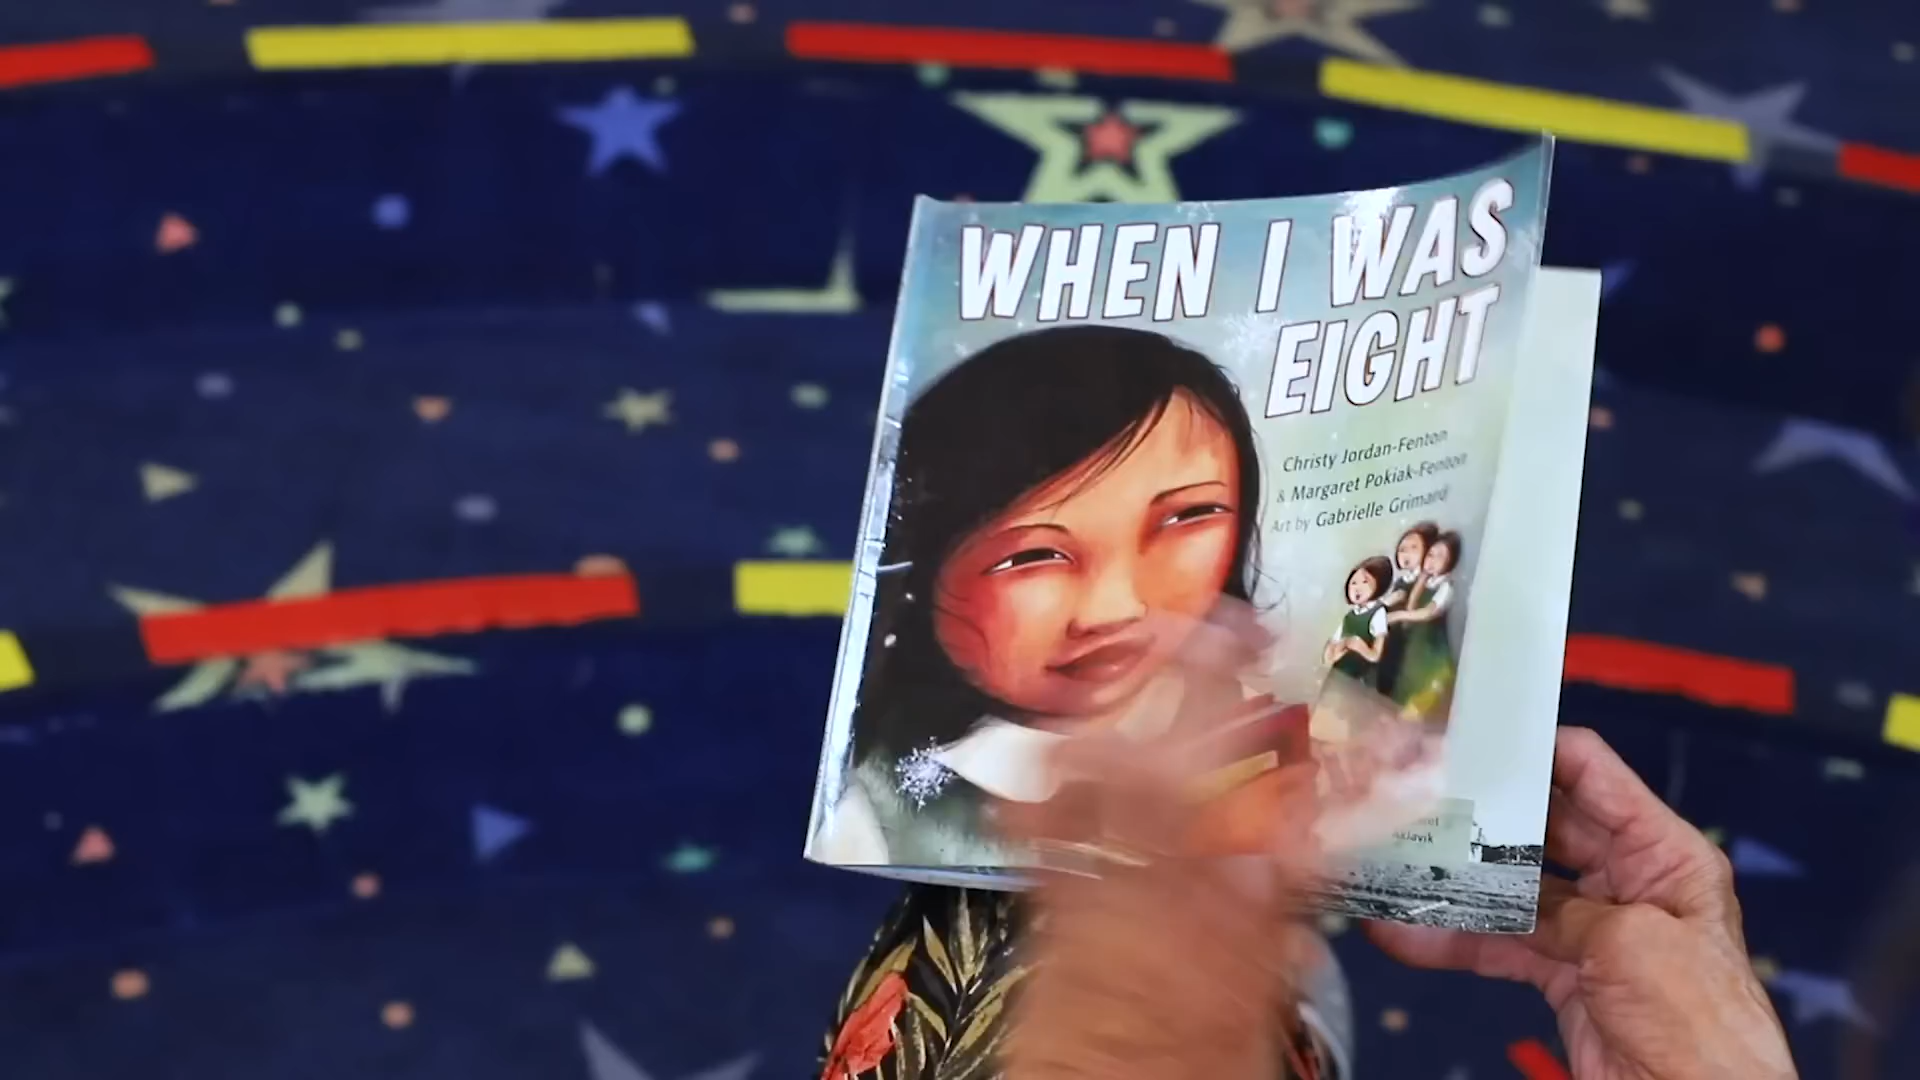 WHEN I WAS
EIGHT
Christy Jordan-Fenton
& Margaret Pokiak-Fenton
Art by Gabrielle Grimard